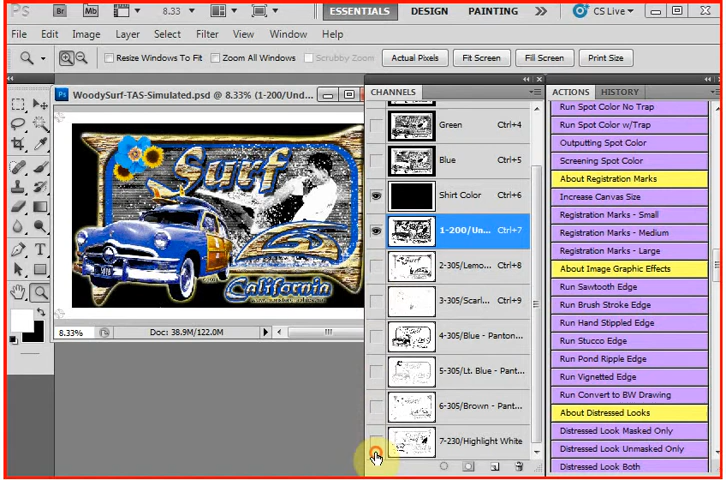 Ps Br Mb 8.33 ESSENTIALS DESIGN PAINTING CS Live
File Edit Image Layer Select Filter View Window Help
Resize Windows To Fit Zoom All Windows Scrubby Zoom Actual Pixels Fit Screen Fill Screen Print Size
Ps WoodySurf-TAS-Simulated.psd @ 8.33% (1-200/Und...
Surf
California
8.33% Doc: 38.9M/122.0M
CHANNELS
Green Ctrl+4
Blue Ctrl+5
Shirt Color Ctrl+6
1-200/Un... Ctrl+7
2-305/Lemo... Ctrl+8
3-305/Scarl... Ctrl+9
4-305/Blue - Panton...
5-305/Lt. Blue - Pant...
6-305/Brown - Pant...
7-230/Highlight White
ACTIONS HISTORY
Run Spot Color No Trap
Run Spot Color w/Trap
Outputting Spot Color
Screening Spot Color
About Registration Marks
Increase Canvas Size
Registration Marks - Small
Registration Marks - Medium
Registration Marks - Large
About Image Graphic Effects
Run Sawtooth Edge
Run Brush Stroke Edge
Run Hand Stippled Edge
Run Stucco Edge
Run Pond Ripple Edge
Run Vignetted Edge
Run Convert to BW Drawing
About Distressed Looks
Distressed Look Masked Only
Distressed Look Unmasked Only
Distressed Look Both